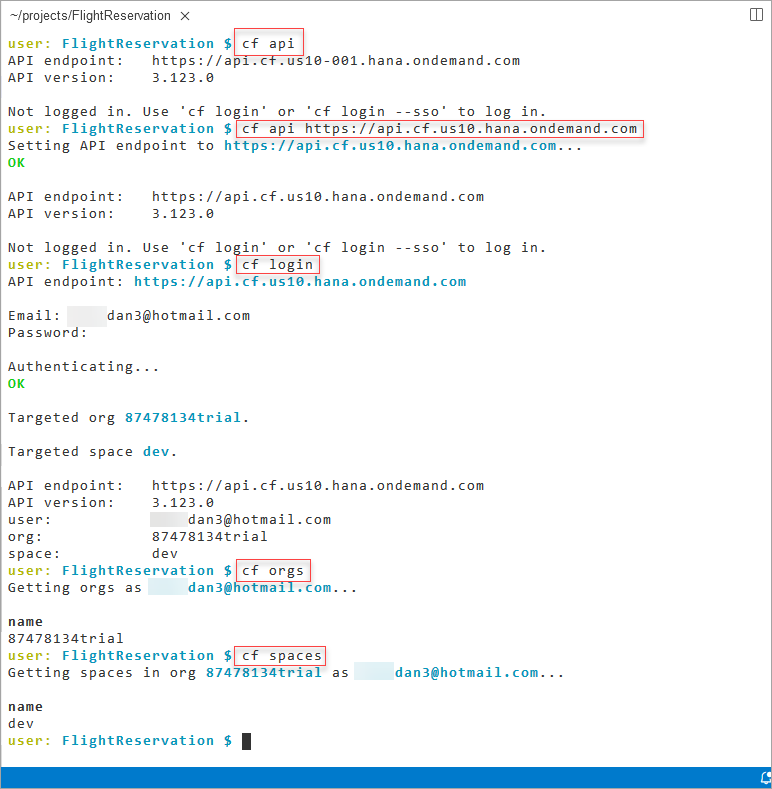 ~/projects/FlightReservation ×
user: FlightReservation $ cf api
API endpoint: https://api.cf.us10-001.hana.ondemand.com
API version: 3.123.0
Not logged in. Use 'cf login' or 'cf login --sso' to log in.
user: FlightReservation $ cf api https://api.cf.us10.hana.ondemand.com
Setting API endpoint to https://api.cf.us10.hana.ondemand.com...
OK
API endpoint: https://api.cf.us10.hana.ondemand.com
API version: 3.123.0
Not logged in. Use 'cf login' or 'cf login --sso' to log in.
user: FlightReservation $ cf login
API endpoint: https://api.cf.us10.hana.ondemand.com
Email: dan3@hotmail.com
Password:
Authenticating...
OK
Targeted org 87478134trial.
Targeted space dev.
API endpoint: https://api.cf.us10.hana.ondemand.com
API version: 3.123.0
user: dan3@hotmail.com
org: 87478134trial
space: dev
user: FlightReservation $ cf orgs
Getting orgs as dan3@hotmail.com...
name
87478134trial
user: FlightReservation $ cf spaces
Getting spaces in org 87478134trial as dan3@hotmail.com...
name
dev
user: FlightReservation $